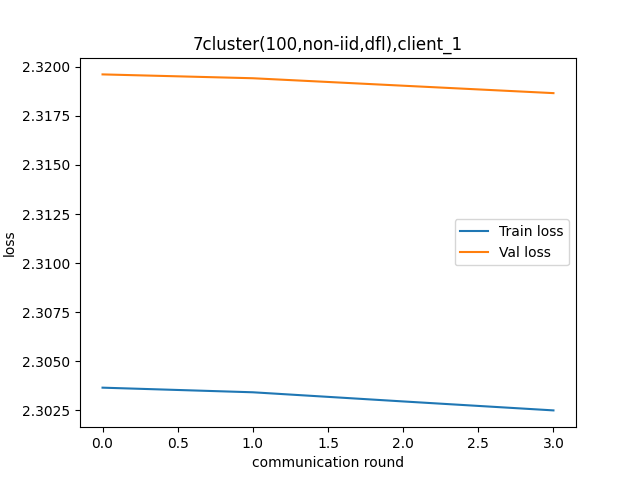 7cluster(100,non-iid,dfl),client_1
2.3200
2.3175
2.3150
2.3125
2.3100
2.3075
2.3050
2.3025
loss
Train loss
Val loss
0.0 0.5 1.0 1.5 2.0 2.5 3.0
communication round